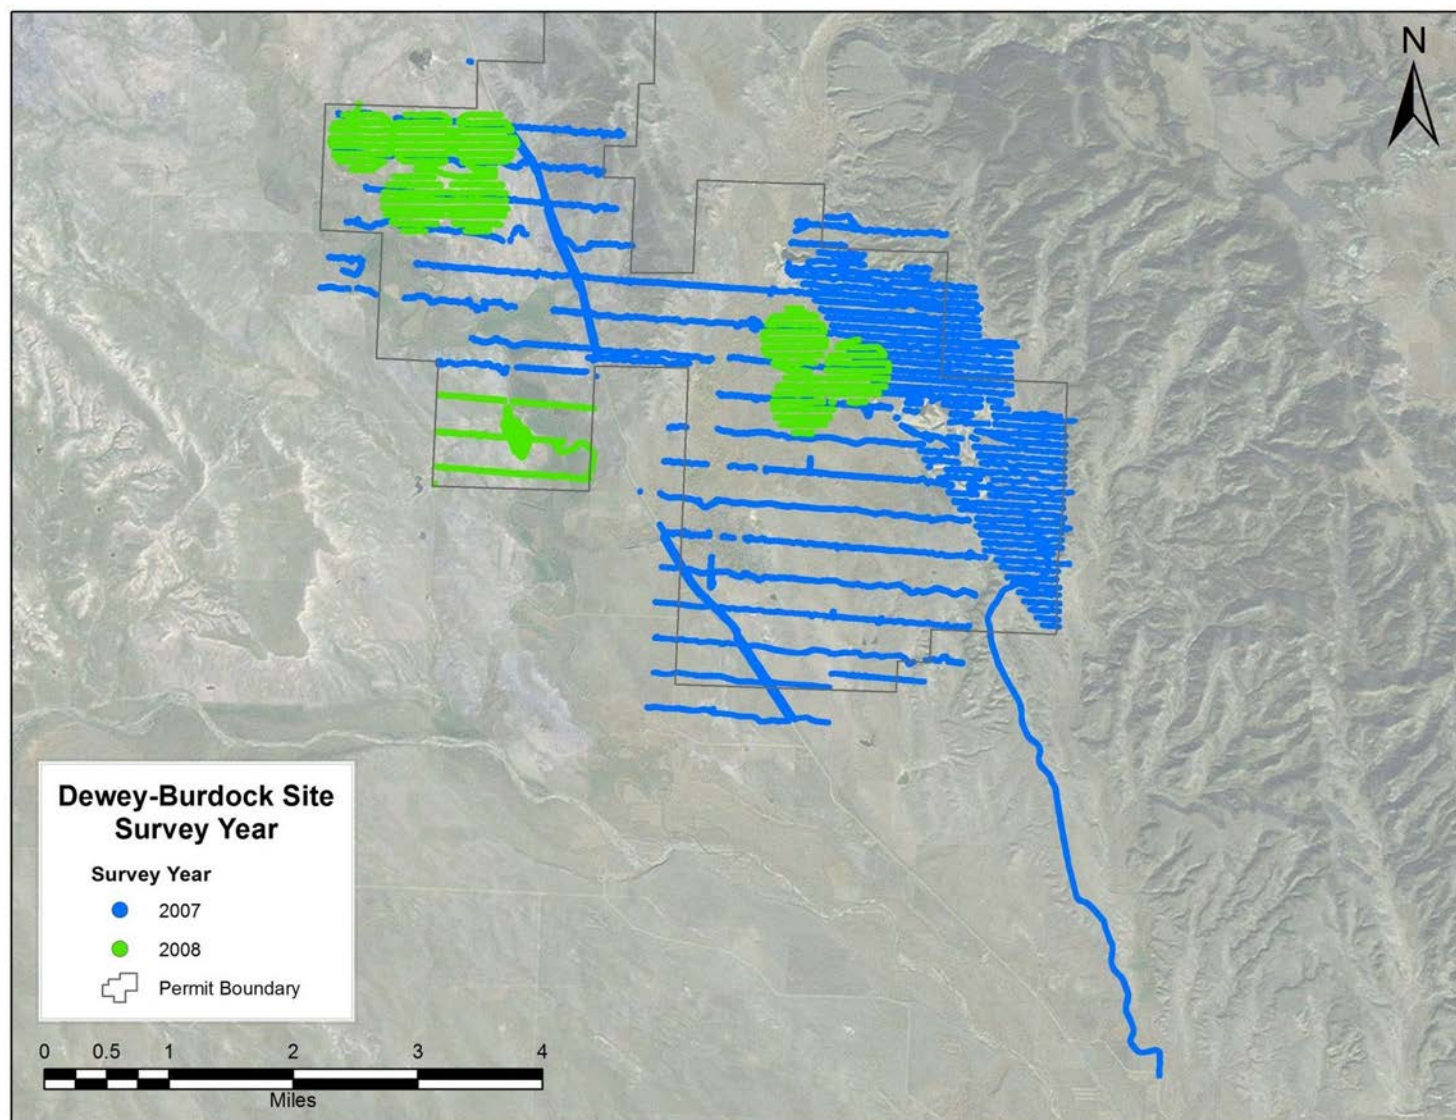 N
Dewey-Burdock Site
Survey Year
Survey Year
2007
2008
Permit Boundary
0 0.5 1 2 3 4
Miles